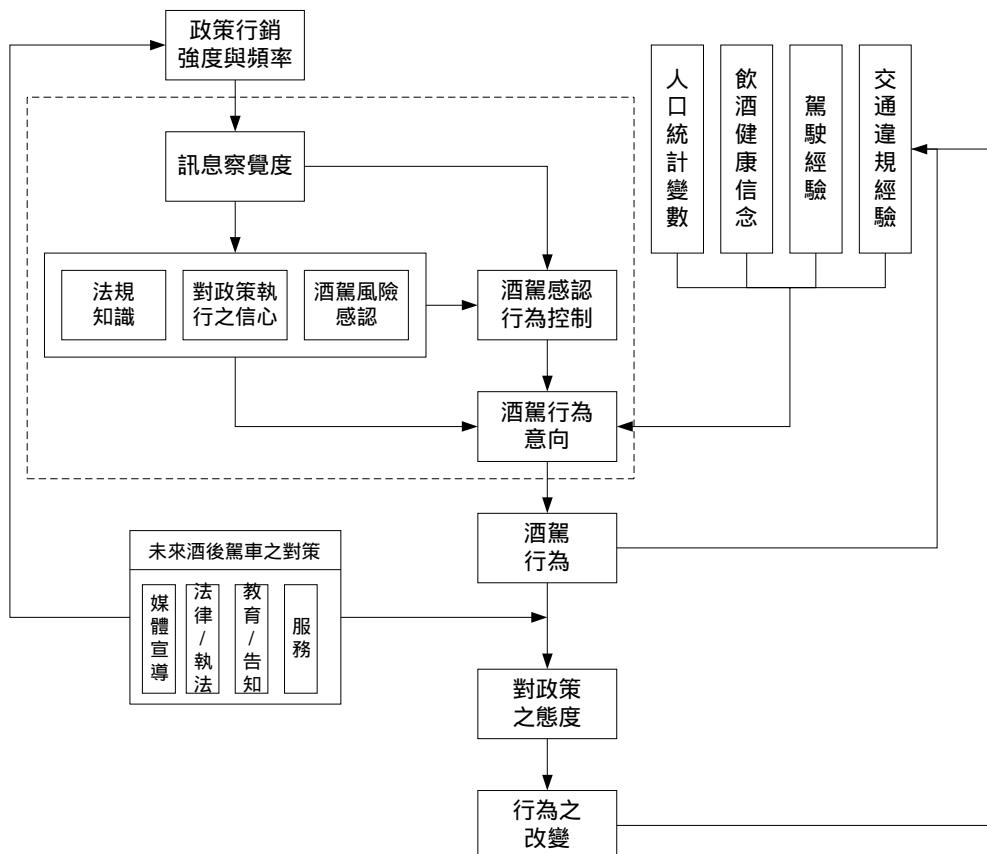 政策行銷
強度與頻率
人口統計變數
飲酒健康信念
駕駛經驗
交通違規經驗
訊息察覺度
法規
知識
對政策執
行之信心
酒駕風險
感認
酒駕感認
行為控制
酒駕行為
意向
酒駕
行為
未來酒後駕車之對策
媒體宣導
法律/執法
教育/告知
服務
對政策
之態度
行為之
改變